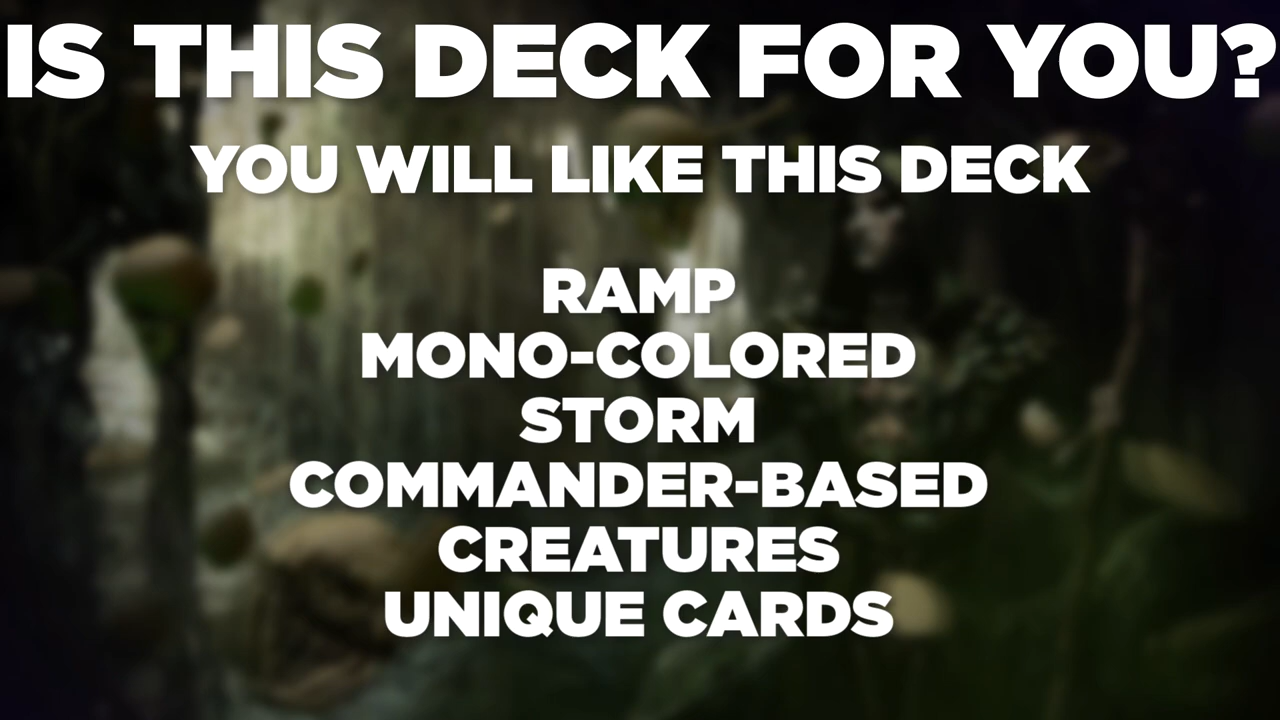 IS THIS DECK FOR YOU?
YOU WILL LIKE THIS DECK
RAMP
MONO-COLORED
STORM
COMMANDER-BASED
CREATURES
UNIQUE CARDS